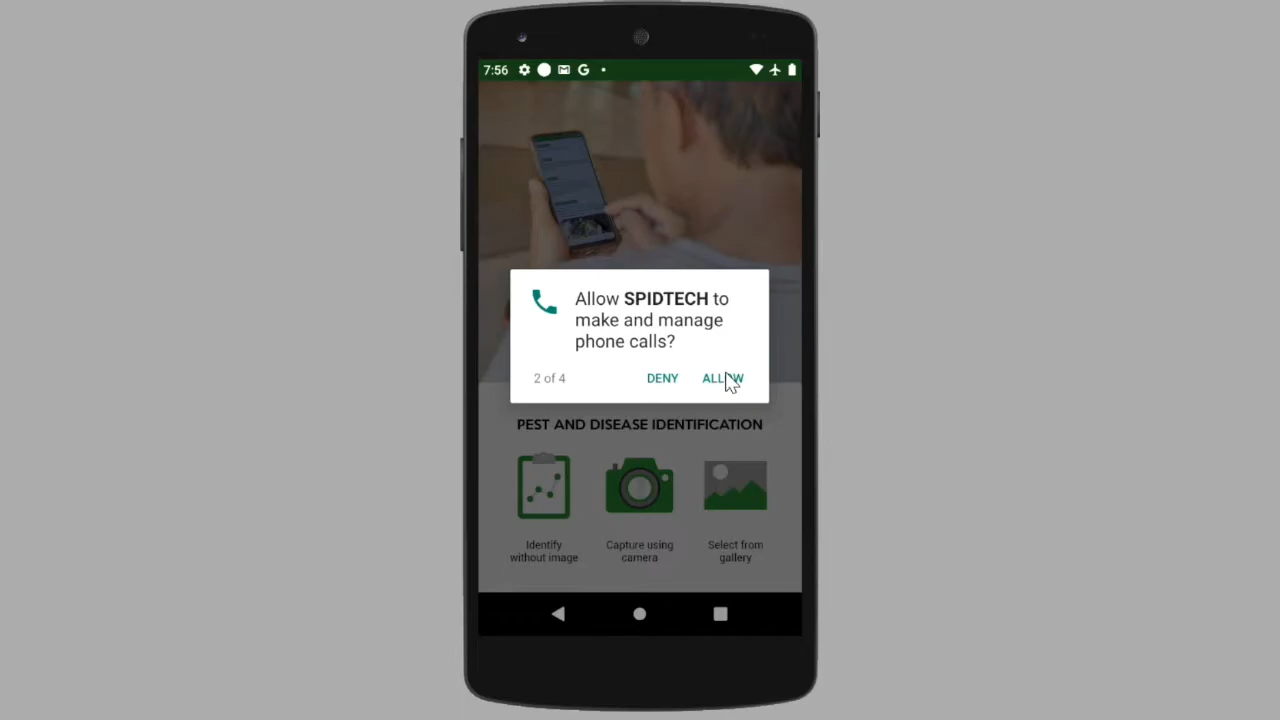 7:56
Allow SPIDTECH to
make and manage
phone calls?
2 of 4
DENY
ALLOW
PEST AND DISEASE IDENTIFICATION
Identify
without image
Capture using
camera
Select from
gallery